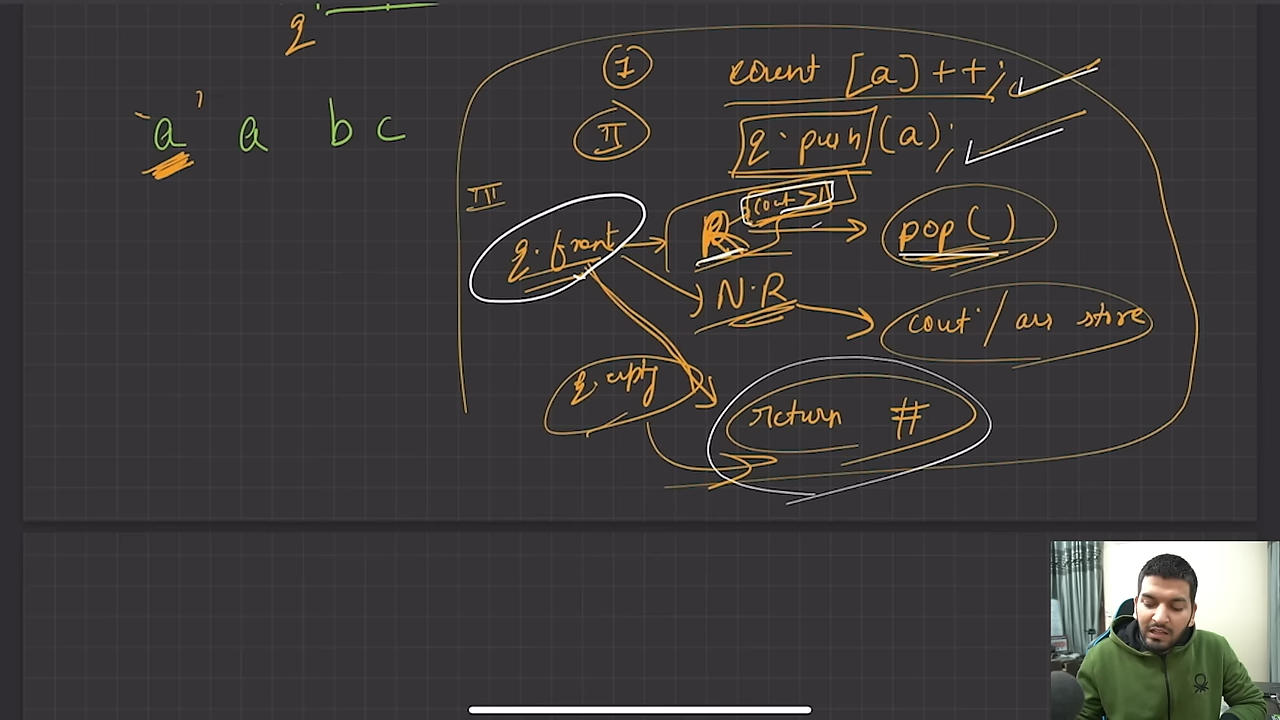 q
a a b c
I count [a]++;
II q.push(a);
III
q.front R count >1 pop()
N.R cout / ans store
q.empty return #